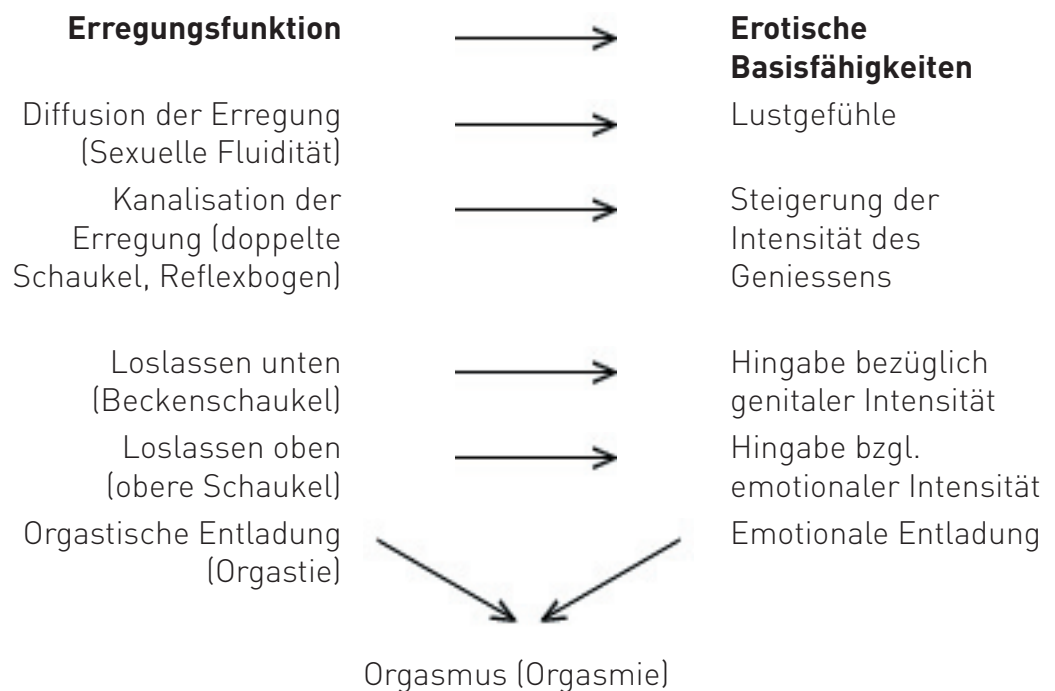 Erregungsfunktion
Erotische
Basisfähigkeiten
Diffusion der Erregung
(Sexuelle Fluidität)
Lustgefühle
Kanalisation der
Erregung (doppelte
Schaukel, Reflexbogen)
Steigerung der
Intensität des
Geniessens
Loslassen unten
(Beckenschaukel)
Hingabe bezüglich
genitaler Intensität
Loslassen oben
(obere Schaukel)
Hingabe bzgl.
emotionaler Intensität
Orgastische Entladung
(Orgastie)
Emotionale Entladung
Orgasmus (Orgasmie)